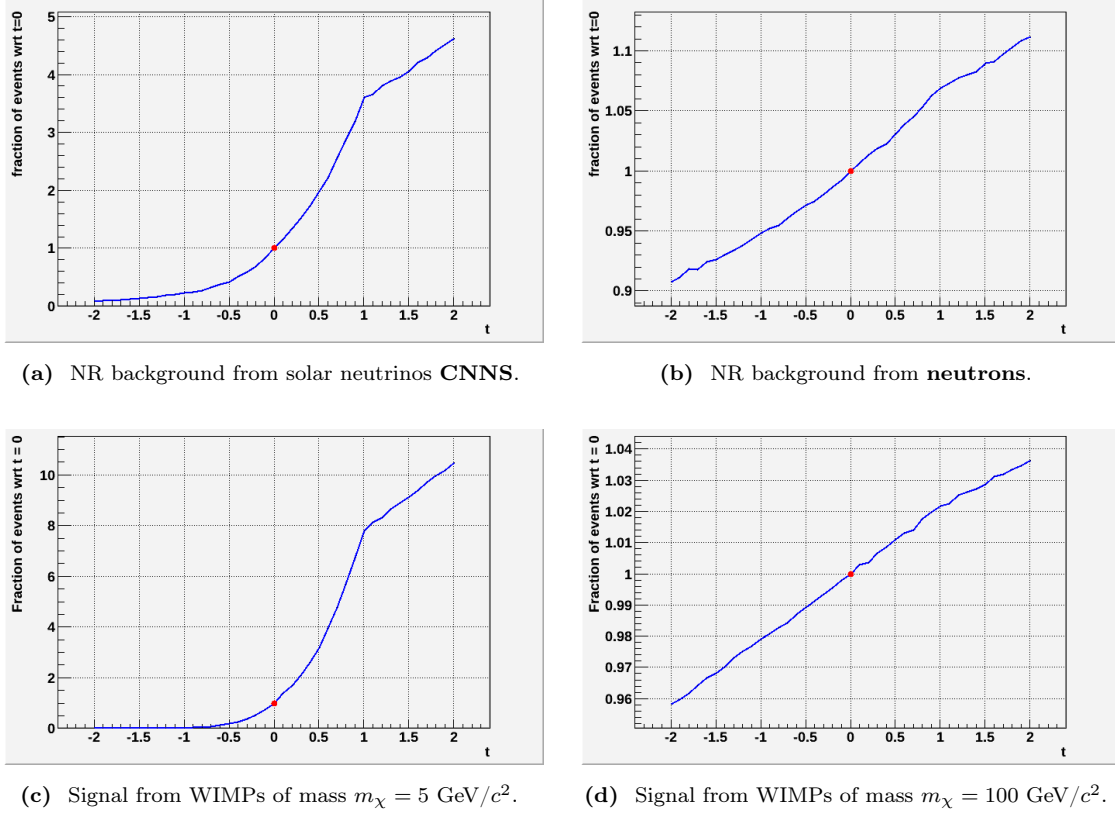 fraction of events wrt t=0
5
4
3
2
1
0
-2 -1.5 -1 -0.5 0 0.5 1 1.5 2
t
(a) NR background from solar neutrinos CNNS.
fraction of events wrt t=0
1.1
1.05
1
0.95
0.9
-2 -1.5 -1 -0.5 0 0.5 1 1.5 2
t
(b) NR background from neutrons.
Fraction of events wrt t = 0
10
8
6
4
2
0
-2 -1.5 -1 -0.5 0 0.5 1 1.5 2
t
(c) Signal from WIMPs of mass mχ = 5 GeV/c².
Fraction of events wrt t = 0
1.04
1.03
1.02
1.01
1
0.99
0.98
0.97
0.96
-2 -1.5 -1 -0.5 0 0.5 1 1.5 2
t
(d) Signal from WIMPs of mass mχ = 100 GeV/c².